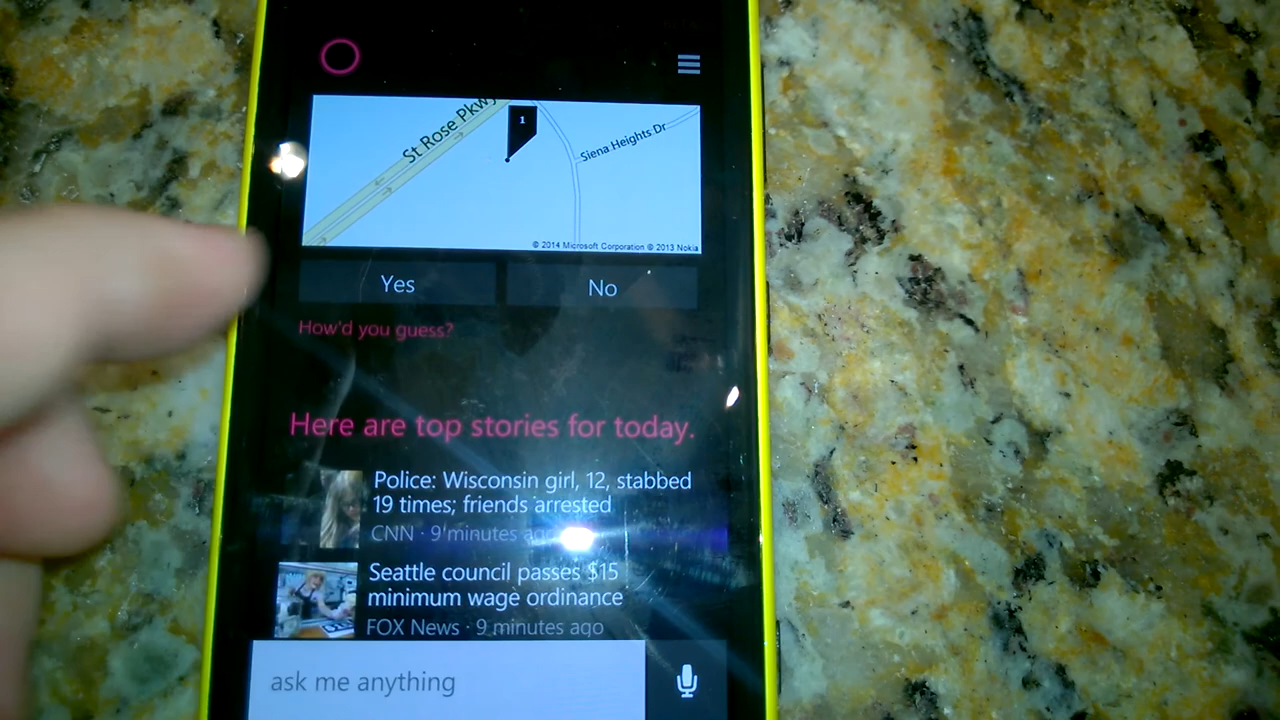 St Rose Pkwy
1
Siena Heights Dr
© 2014 Microsoft Corporation © 2013 Nokia
Yes
No
How'd you guess?
Here are top stories for today.
Police: Wisconsin girl, 12, stabbed
19 times; friends arrested
CNN · 9 minutes ago
Seattle council passes $15
minimum wage ordinance
FOX News · 9 minutes ago
ask me anything